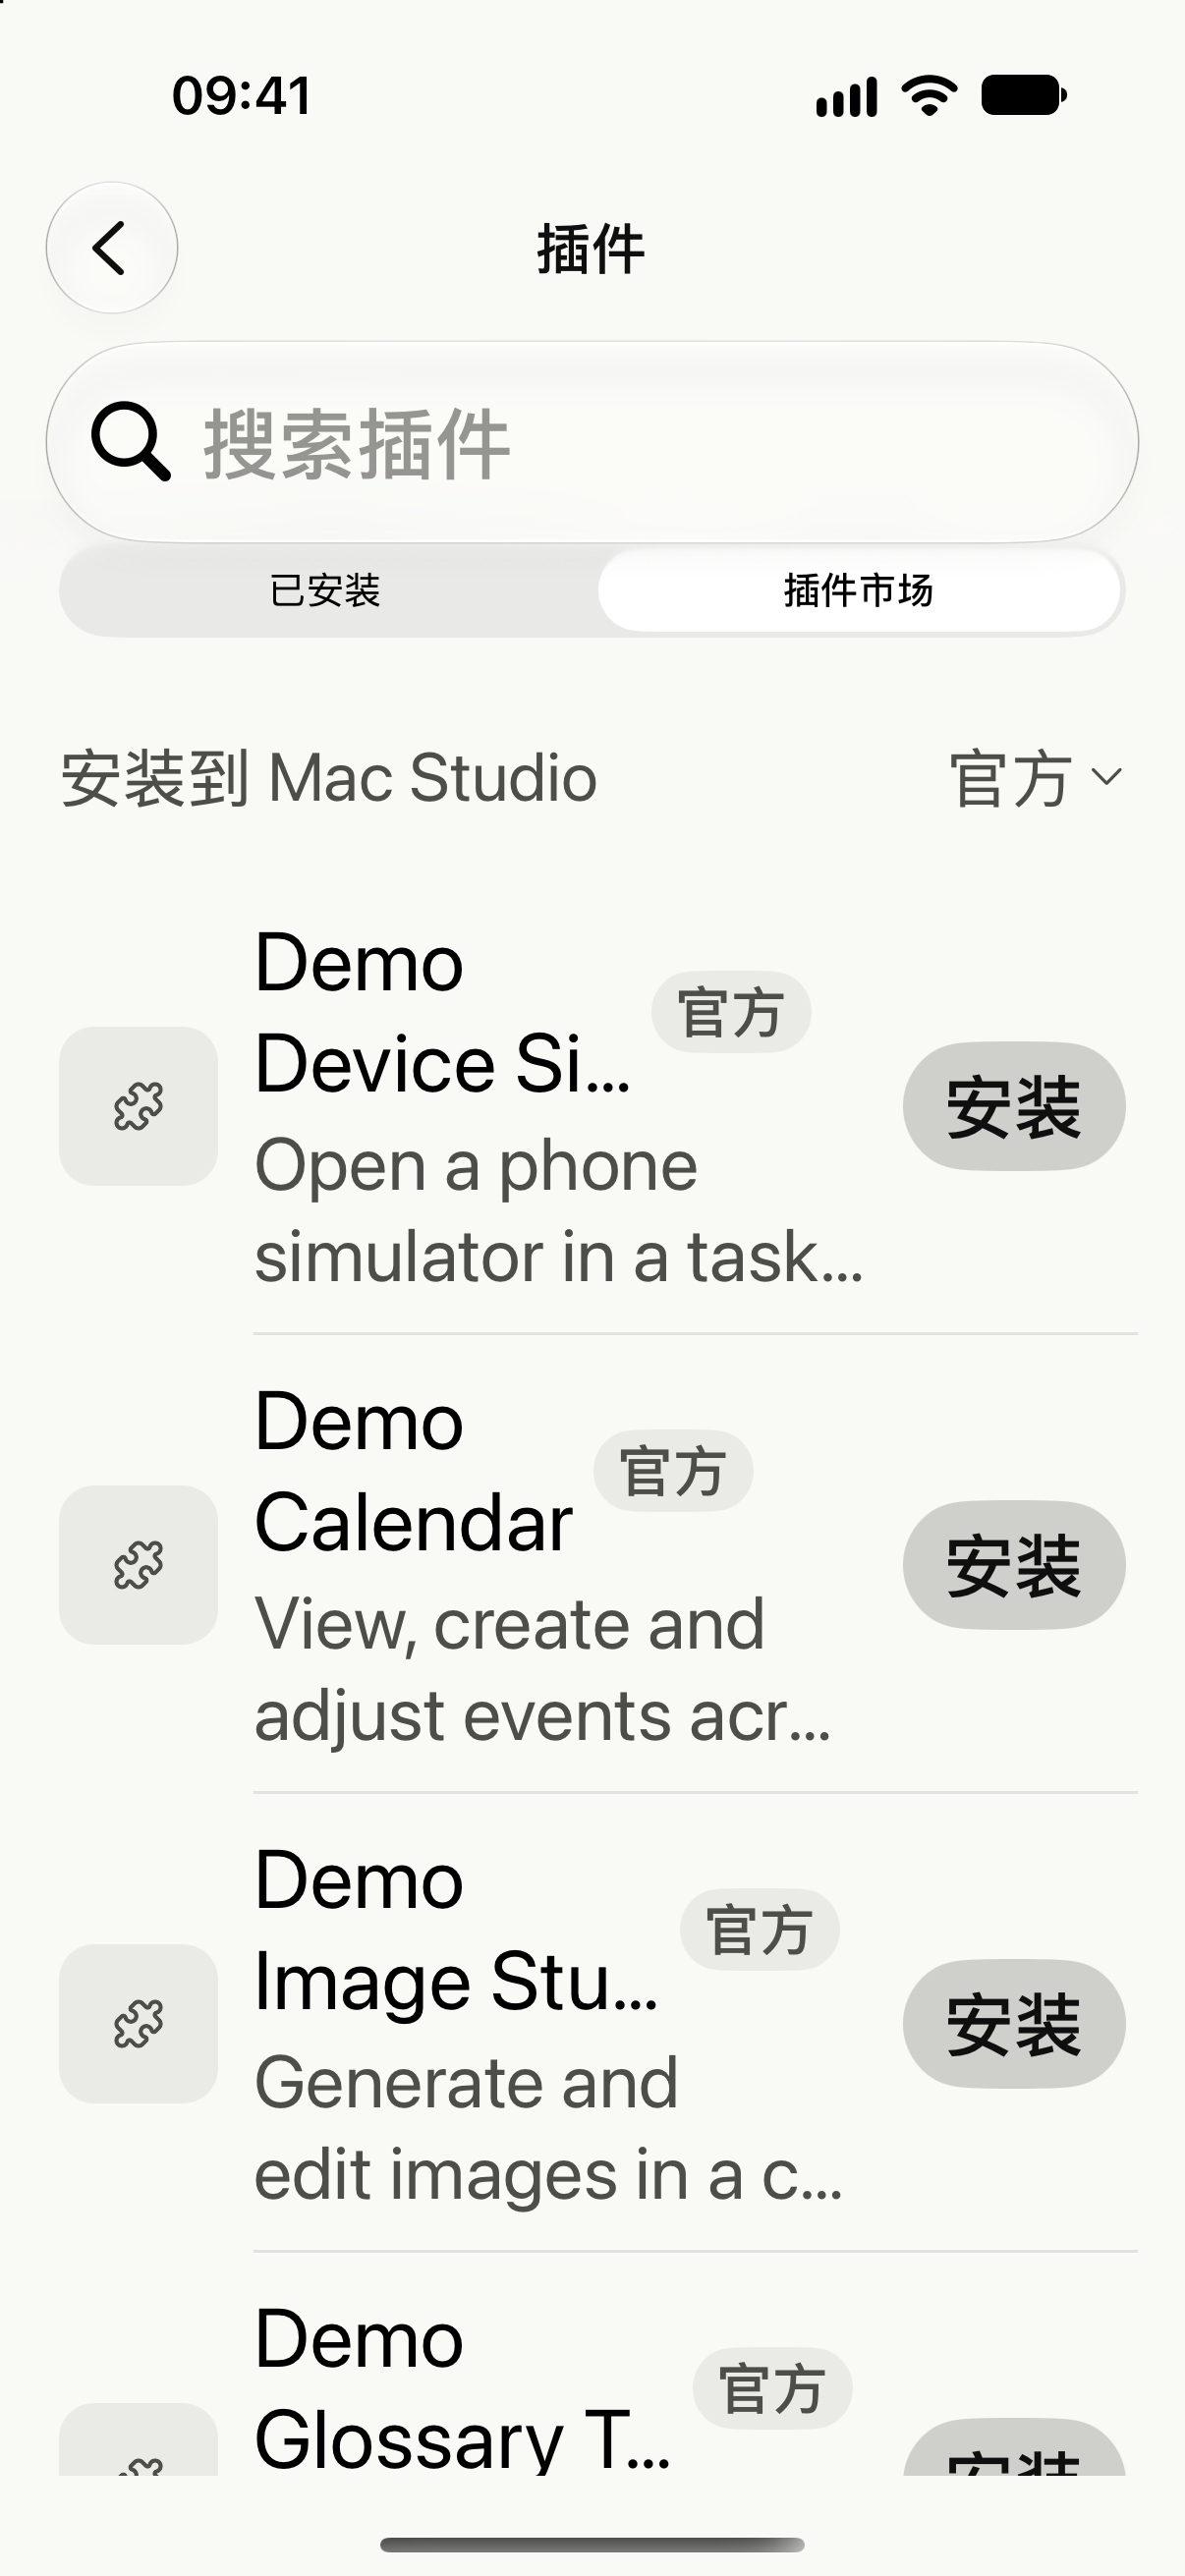 09:41
插件
搜索插件
已安装
插件市场
安装到 Mac Studio
官方
Demo
Device Si...
官方
Open a phone
simulator in a task...
安装
Demo
Calendar
官方
View, create and
adjust events acr...
安装
Demo
Image Stu...
官方
Generate and
edit images in a c...
安装
Demo
Glossary T...
官方
安装